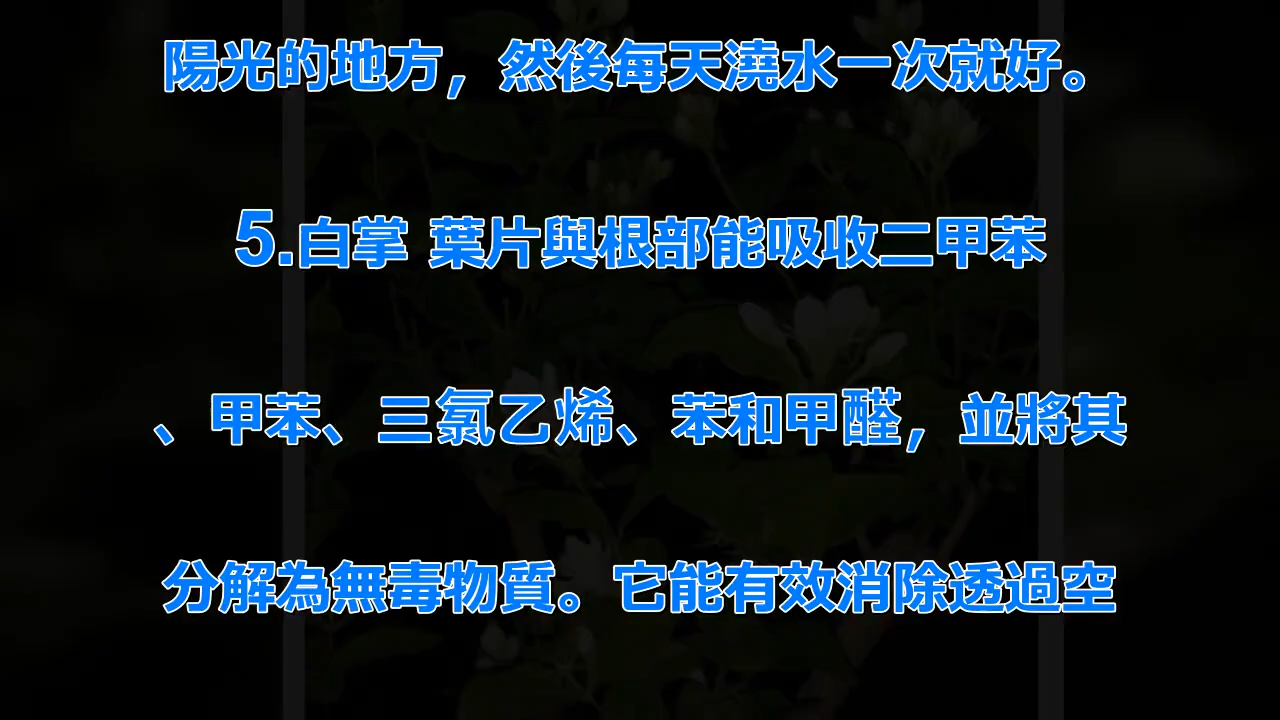 陽光的地方，然後每天澆水一次就好。
5.白掌 葉片與根部能吸收二甲苯
、甲苯、三氯乙烯、苯和甲醛，並將其
分解為無毒物質。它能有效消除透過空